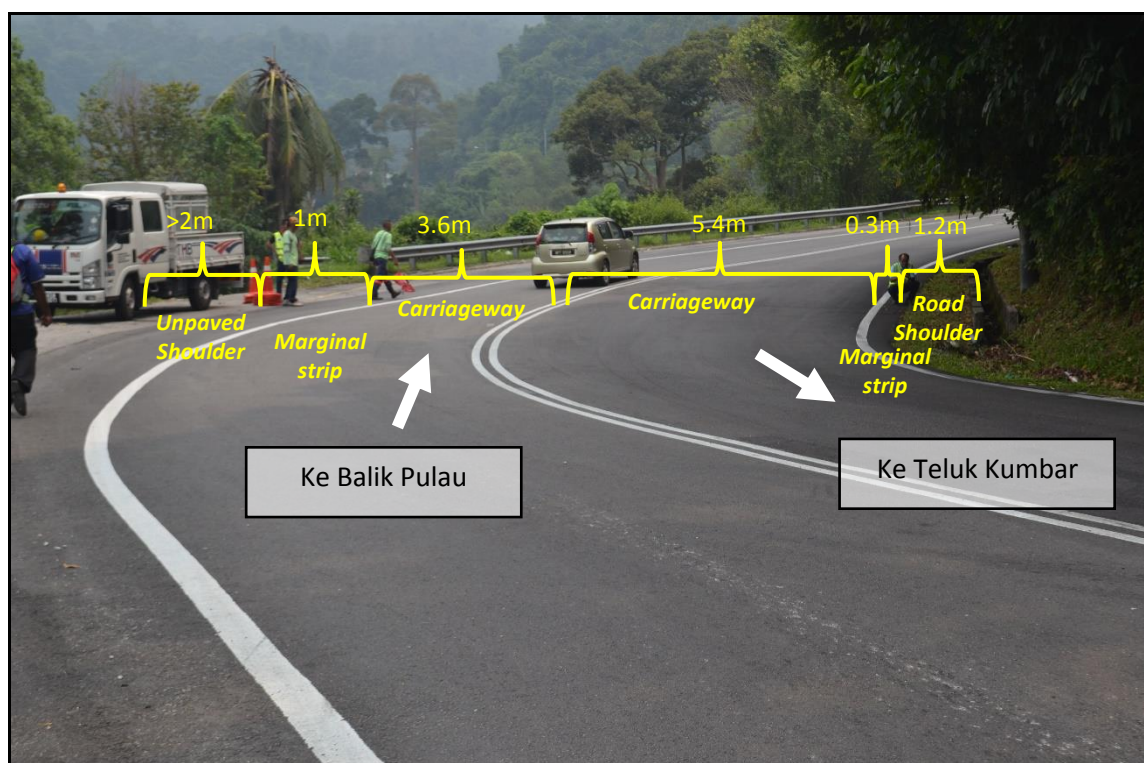 >2m
1m
3.6m
5.4m
0.3m
1.2m
Unpaved
Shoulder
Marginal
strip
Carriageway
Carriageway
Marginal
strip
Road
Shoulder
Ke Balik Pulau
Ke Teluk Kumbar